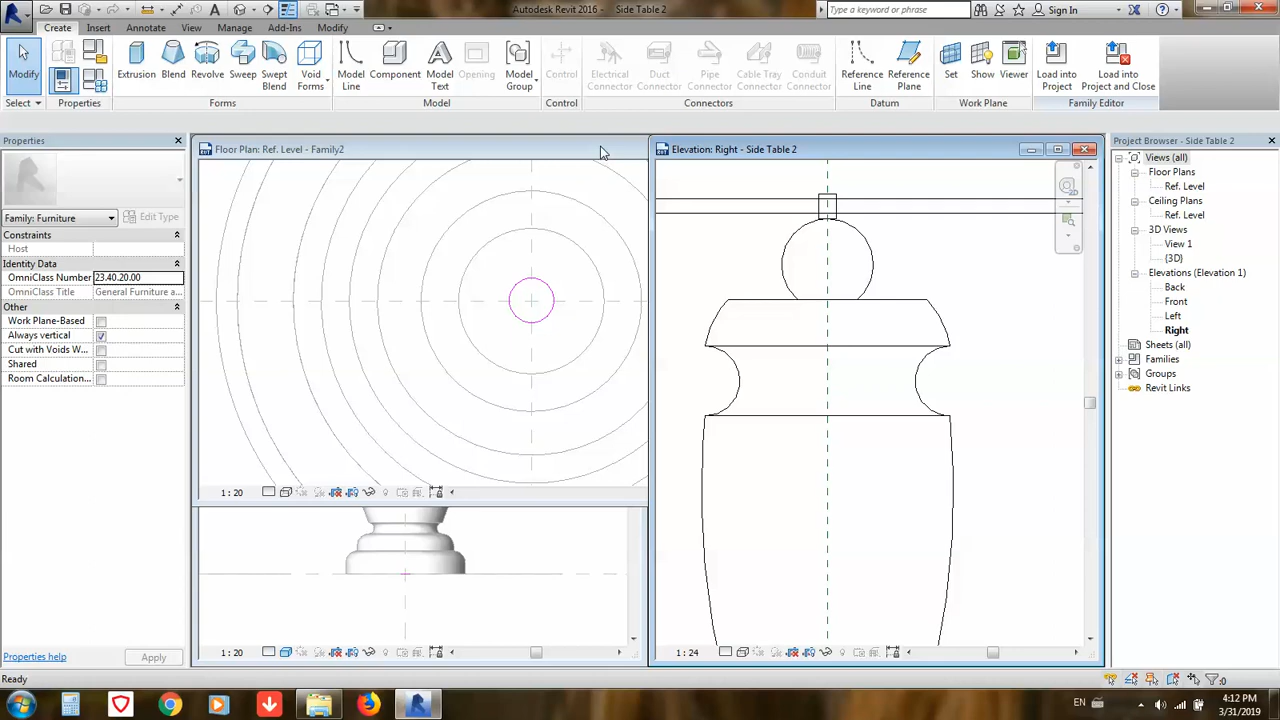 Autodesk Revit 2016 - Side Table 2
Type a keyword or phrase
Sign In
Create Insert Annotate View Manage Add-Ins Modify
Modify
Extrusion Blend Revolve Sweep Swept Blend Void Forms
Model Line Component Model Text Opening Model Group
Control
Electrical Connector Duct Connector Pipe Connector Cable Tray Connector Conduit Connector
Reference Line Reference Plane
Set Show Viewer
Load into Project Load into Project and Close
Select Properties Forms Model Control Connectors Datum Work Plane Family Editor
Properties
Family: Furniture Edit Type
Constraints
Host
Identity Data
OmniClass Number 23.40.20.00
OmniClass Title General Furniture a...
Other
Work Plane-Based
Always vertical
Cut with Voids W...
Shared
Room Calculation...
Properties help Apply
Floor Plan: Ref. Level - Family2
1 : 20
1 : 20
Elevation: Right - Side Table 2
1 : 24
Project Browser - Side Table 2
Views (all)
Floor Plans
Ref. Level
Ceiling Plans
Ref. Level
3D Views
View 1
{3D}
Elevations (Elevation 1)
Back
Front
Left
Right
Sheets (all)
Families
Groups
Revit Links
Ready
:0
EN
4:12 PM
3/31/2019